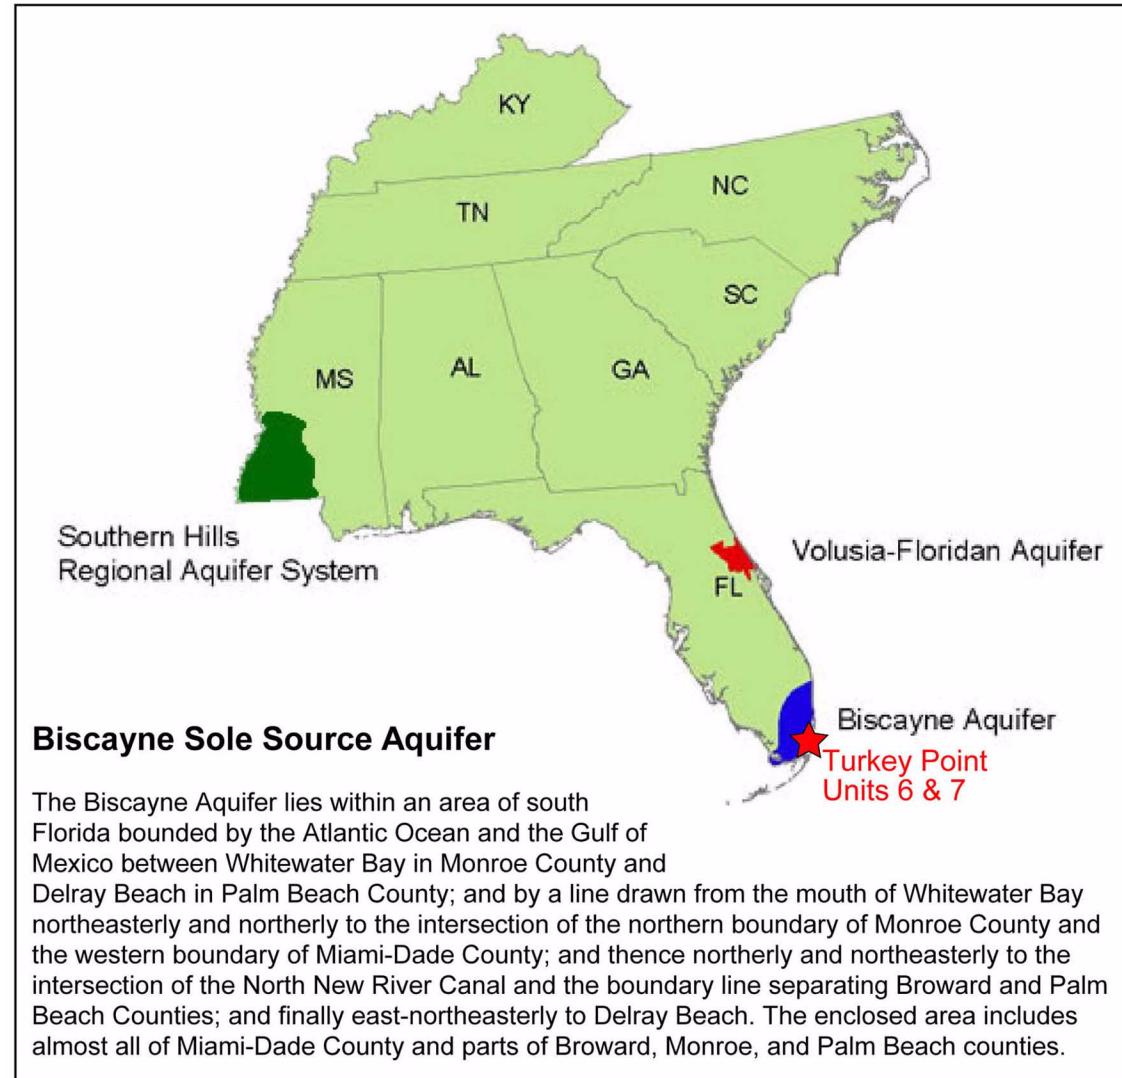 KY
NC
TN
SC
MS
AL
GA
Southern Hills
Regional Aquifer System
Volusia-Floridan Aquifer
FL
Biscayne Aquifer
Turkey Point
Units 6 & 7
Biscayne Sole Source Aquifer
The Biscayne Aquifer lies within an area of south
Florida bounded by the Atlantic Ocean and the Gulf of
Mexico between Whitewater Bay in Monroe County and
Delray Beach in Palm Beach County; and by a line drawn from the mouth of Whitewater Bay
northeasterly and northerly to the intersection of the northern boundary of Monroe County and
the western boundary of Miami-Dade County; and thence northerly and northeasterly to the
intersection of the North New River Canal and the boundary line separating Broward and Palm
Beach Counties; and finally east-northeasterly to Delray Beach. The enclosed area includes
almost all of Miami-Dade County and parts of Broward, Monroe, and Palm Beach counties.